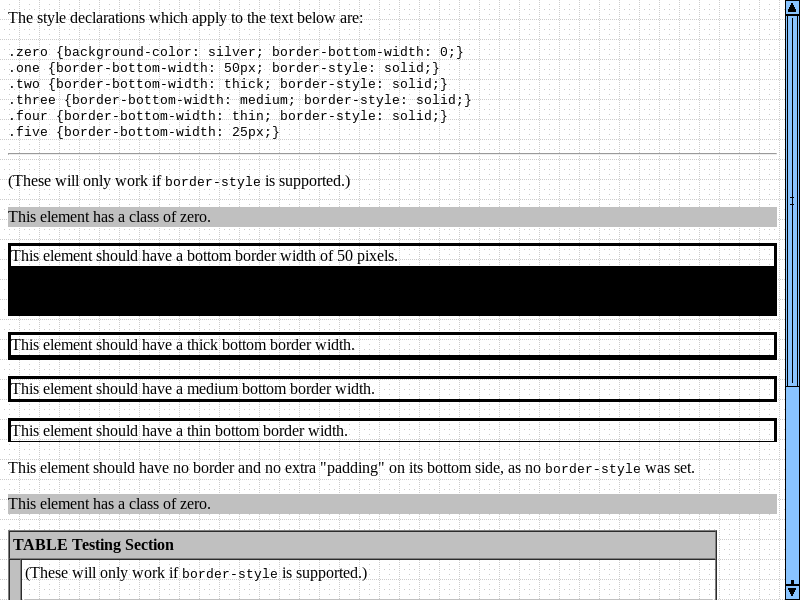 The style declarations which apply to the text below are:
.zero {background-color: silver; border-bottom-width: 0;}
.one {border-bottom-width: 50px; border-style: solid;}
.two {border-bottom-width: thick; border-style: solid;}
.three {border-bottom-width: medium; border-style: solid;}
.four {border-bottom-width: thin; border-style: solid;}
.five {border-bottom-width: 25px;}
(These will only work if border-style is supported.)
This element has a class of zero.
This element should have a bottom border width of 50 pixels.
This element should have a thick bottom border width.
This element should have a medium bottom border width.
This element should have a thin bottom border width.
This element should have no border and no extra "padding" on its bottom side, as no border-style was set.
This element has a class of zero.
TABLE Testing Section
(These will only work if border-style is supported.)